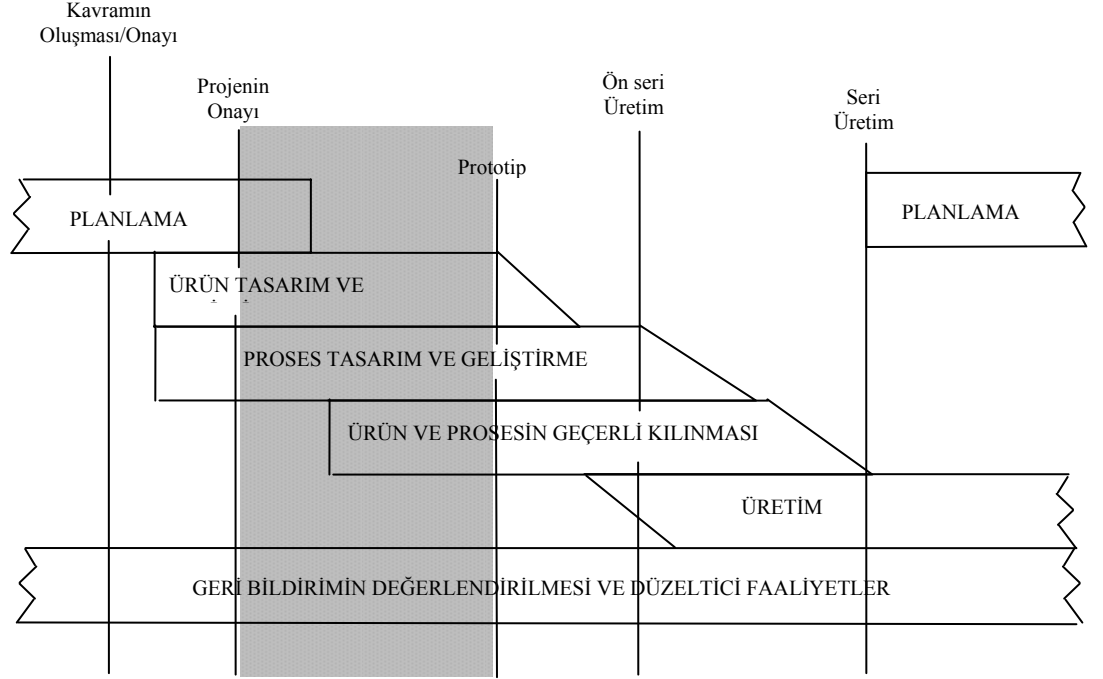 Kavramın
Oluşması/Onayı
Projenin
Onayı
Prototip
Ön seri
Üretim
Seri
Üretim
PLANLAMA
PLANLAMA
ÜRÜN TASARIM VE
PROSES TASARIM VE GELİŞTİRME
ÜRÜN VE PROSESİN GEÇERLİ KILINMASI
ÜRETİM
GERİ BİLDİRİMİN DEĞERLENDİRİLMESİ VE DÜZELTİCİ FAALİYETLER